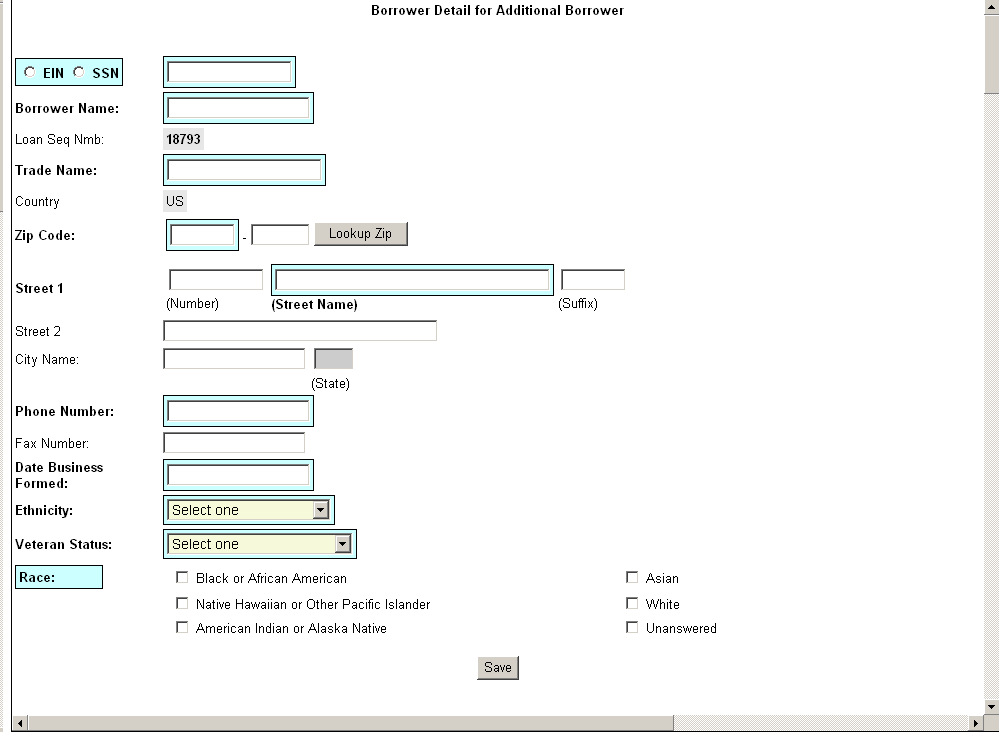 Borrower Detail for Additional Borrower
EIN SSN
Borrower Name:
Loan Seq Nmb: 18793
Trade Name:
Country US
Zip Code: - Lookup Zip
Street 1
(Number) (Street Name) (Suffix)
Street 2
City Name:
(State)
Phone Number:
Fax Number:
Date Business
Formed:
Ethnicity: Select one
Veteran Status: Select one
Race: Black or African American Asian
Native Hawaiian or Other Pacific Islander White
American Indian or Alaska Native Unanswered
Save